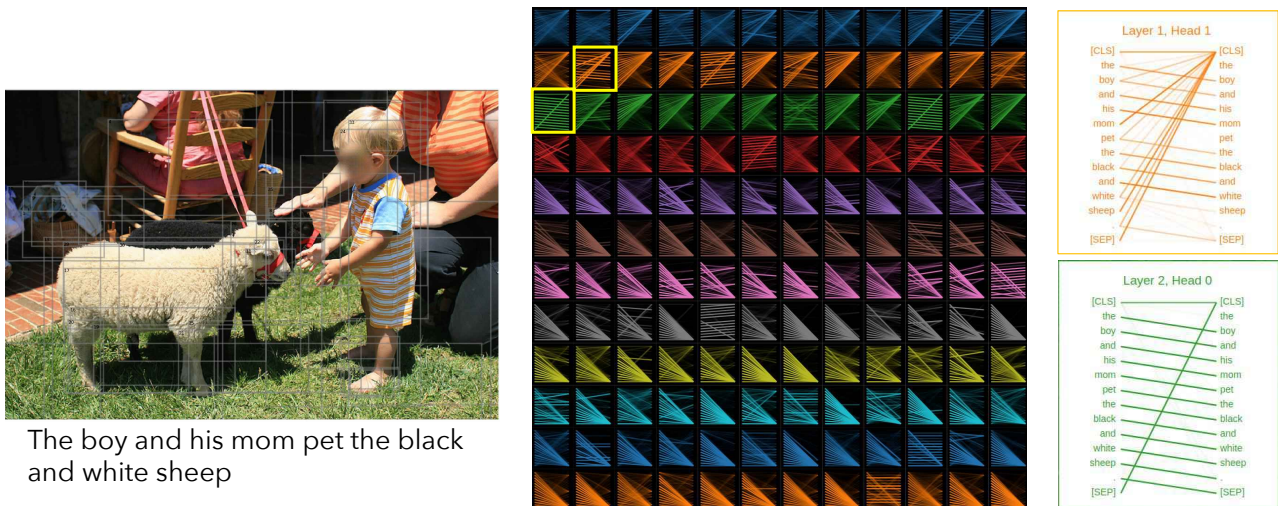 The boy and his mom pet the black
and white sheep
Layer 1, Head 1
[CLS] [CLS]
the the
boy boy
and and
his his
mom mom
pet pet
the the
black black
and and
white white
sheep sheep
. .
[SEP] [SEP]
Layer 2, Head 0
[CLS] [CLS]
the the
boy boy
and and
his his
mom mom
pet pet
the the
black black
and and
white white
sheep sheep
. .
[SEP] [SEP]